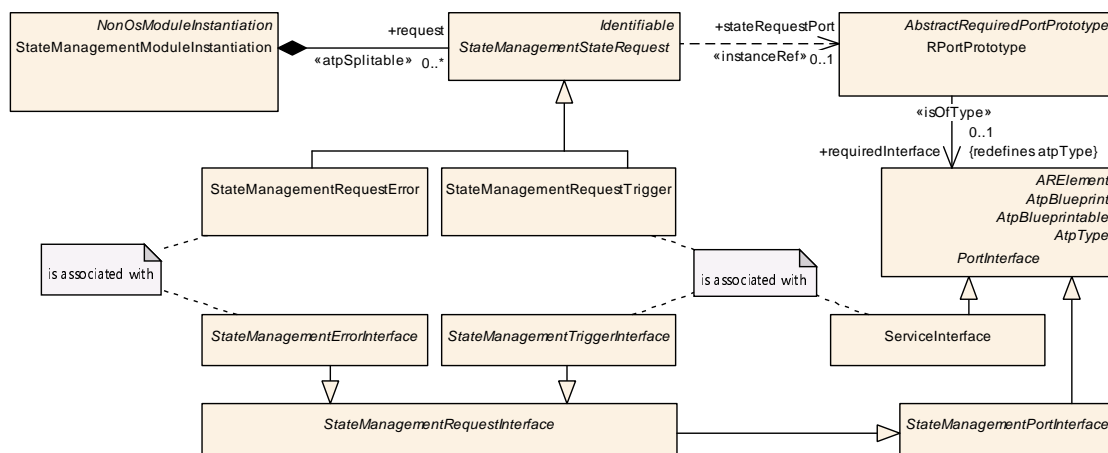 NonOsModuleInstantiation
StateManagementModuleInstantiation
+request
«atpSplitable»
0..*
Identifiable
StateManagementStateRequest
+stateRequestPort
«instanceRef»
0..1
AbstractRequiredPortPrototype
RPortPrototype
«isOfType»
0..1
+requiredInterface
{redefines atpType}
StateManagementRequestError
StateManagementRequestTrigger
ARElement
AtpBlueprint
AtpBlueprintable
AtpType
PortInterface
is associated with
is associated with
StateManagementErrorInterface
StateManagementTriggerInterface
ServiceInterface
StateManagementRequestInterface
StateManagementPortInterface